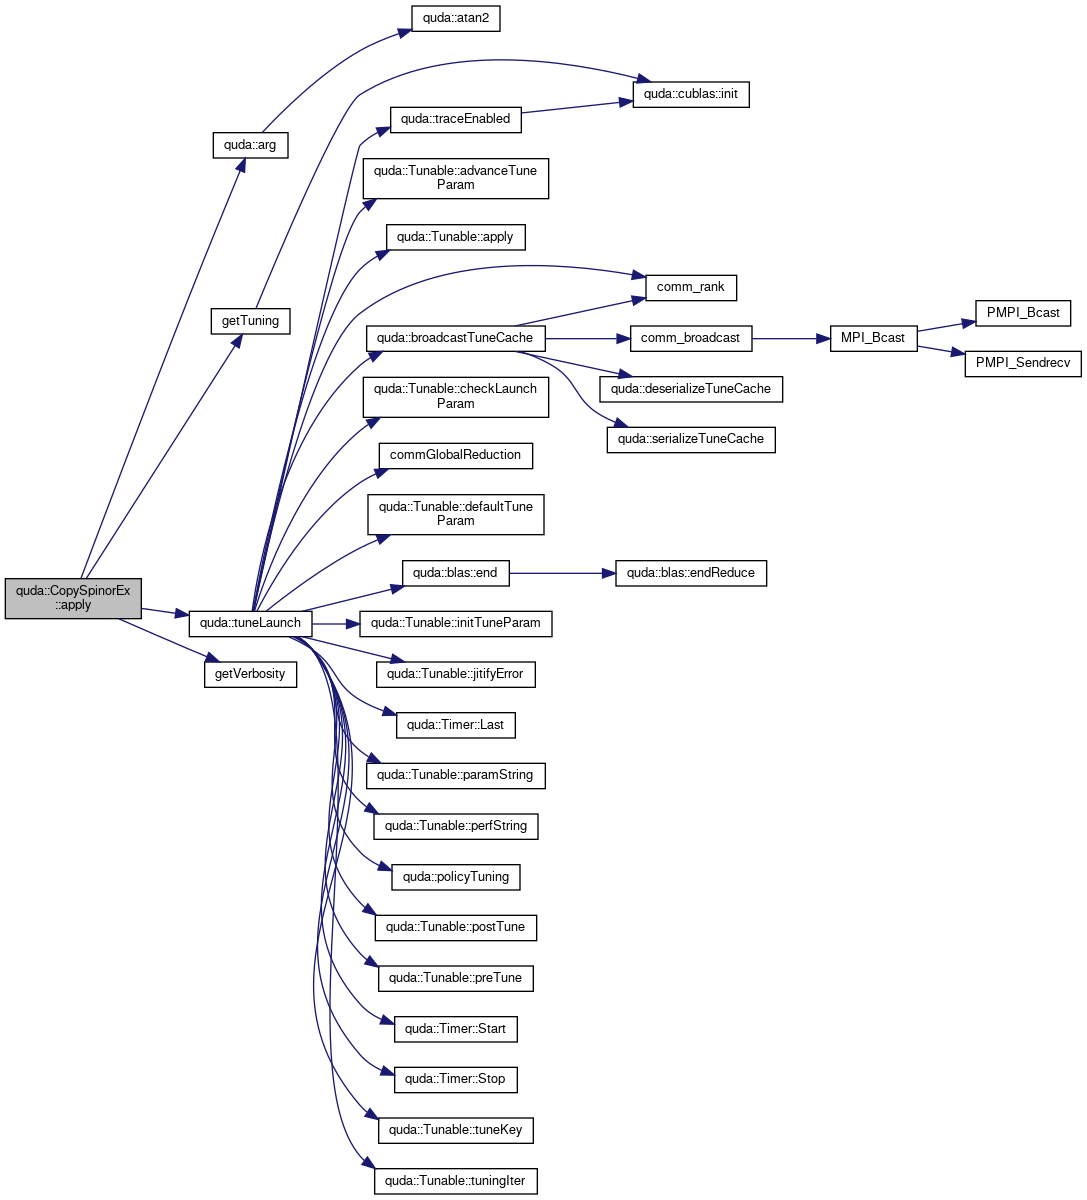 quda::atan2
quda::cublas::init
quda::traceEnabled
quda::arg
quda::Tunable::advanceTune
Param
quda::Tunable::apply
comm_rank
getTuning
quda::broadcastTuneCache
comm_broadcast
MPI_Bcast
PMPI_Bcast
PMPI_Sendrecv
quda::deserializeTuneCache
quda::serializeTuneCache
quda::Tunable::checkLaunch
Param
commGlobalReduction
quda::Tunable::defaultTune
Param
quda::blas::end
quda::blas::endReduce
quda::CopySpinorEx
::apply
quda::tuneLaunch
quda::Tunable::initTuneParam
getVerbosity
quda::Tunable::jitifyError
quda::Timer::Last
quda::Tunable::paramString
quda::Tunable::perfString
quda::policyTuning
quda::Tunable::postTune
quda::Tunable::preTune
quda::Timer::Start
quda::Timer::Stop
quda::Tunable::tuneKey
quda::Tunable::tuningIter